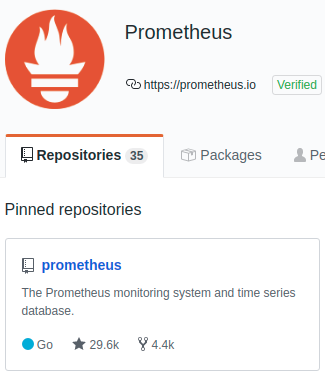 Prometheus
https://prometheus.io Verified
Repositories 35 Packages Pe
Pinned repositories
prometheus
The Prometheus monitoring system and time series
database.
Go 29.6k 4.4k